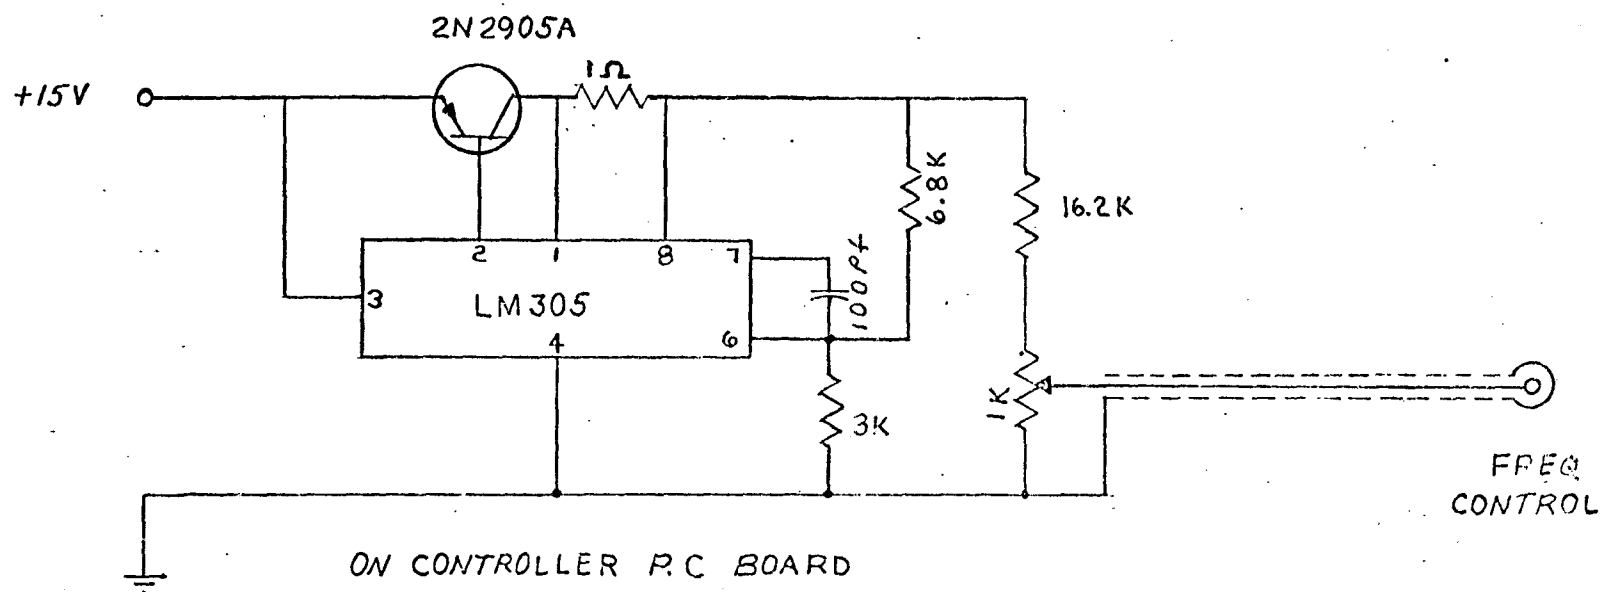 2N2905A
1Ω
+15V
6.8K
16.2K
2
1
8
7
100Pf
3
LM305
6
4
1K
3K
FREQ
CONTROL
ON CONTROLLER P.C BOARD